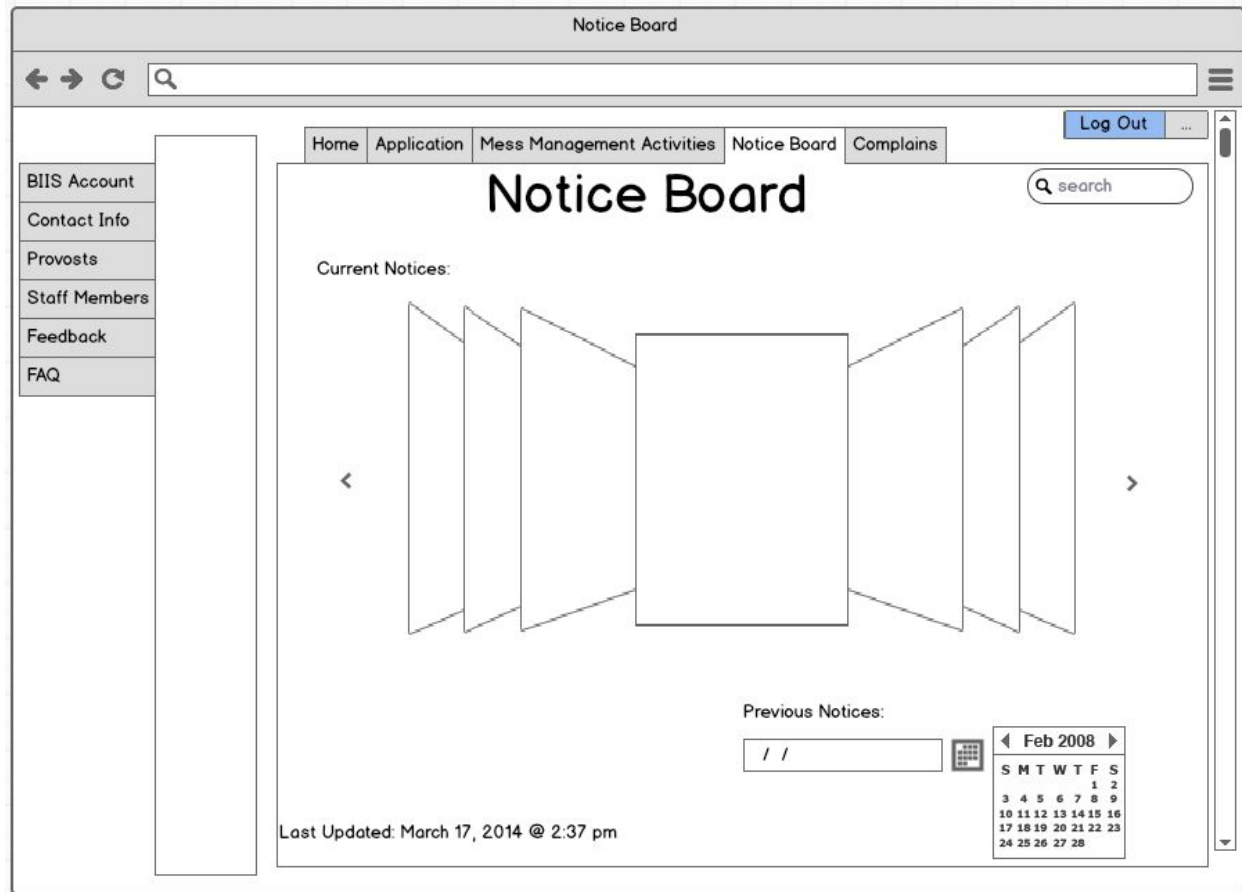 Notice Board
Log Out ...
Home Application Mess Management Activities Notice Board Complains
BIIS Account
Contact Info
Provosts
Staff Members
Feedback
FAQ
Notice Board
search
Current Notices:
Previous Notices:
/ /
Feb 2008
S M T W T F S
1 2
3 4 5 6 7 8 9
10 11 12 13 14 15 16
17 18 19 20 21 22 23
24 25 26 27 28
Last Updated: March 17, 2014 @ 2:37 pm